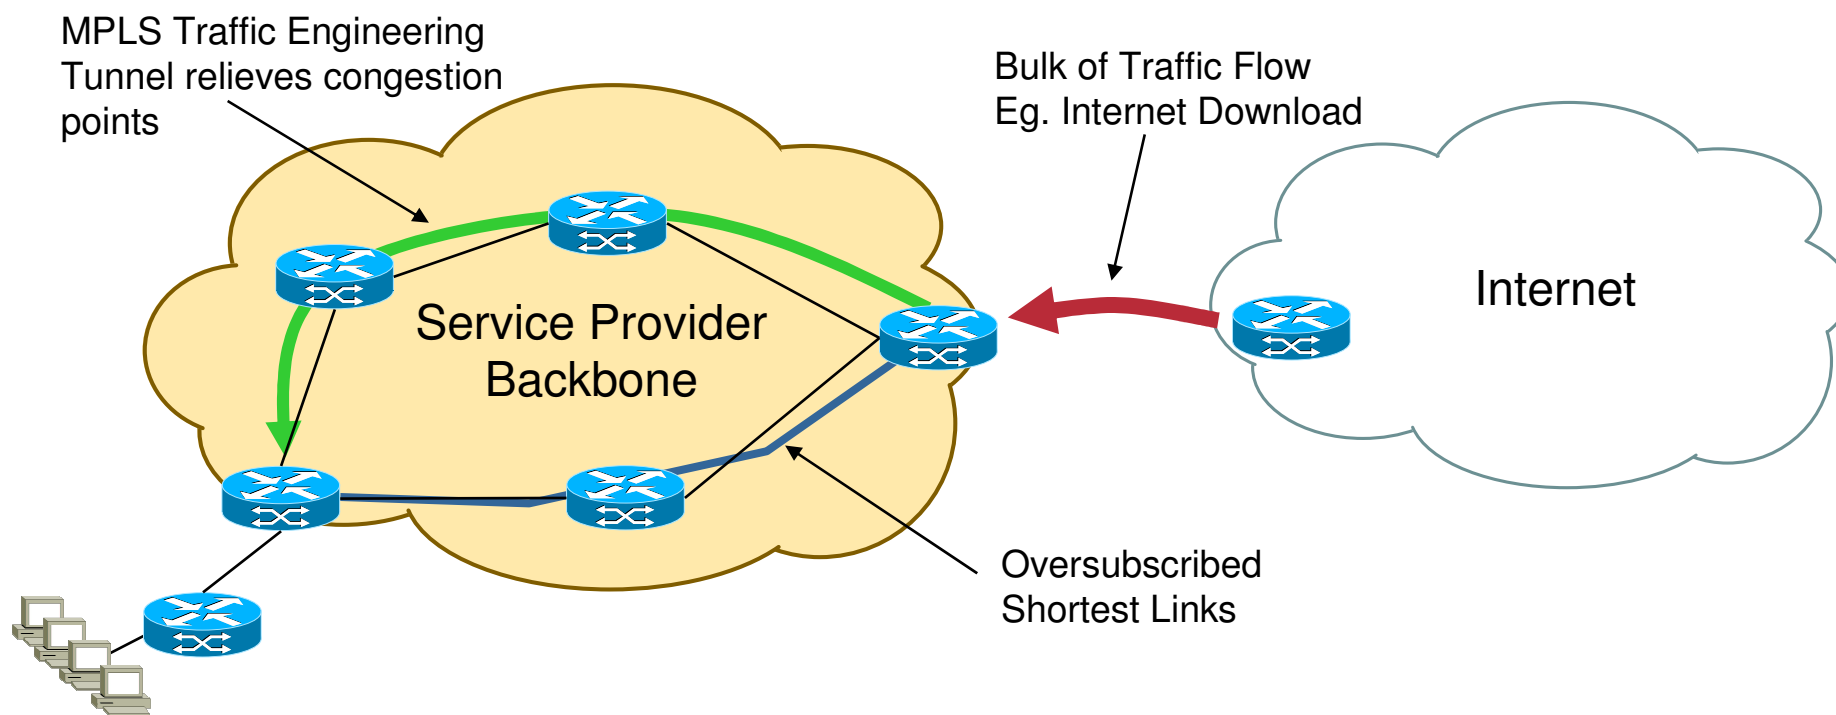 MPLS Traffic Engineering
Tunnel relieves congestion
points
Bulk of Traffic Flow
Eg. Internet Download
Internet
Service Provider
Backbone
Oversubscribed
Shortest Links